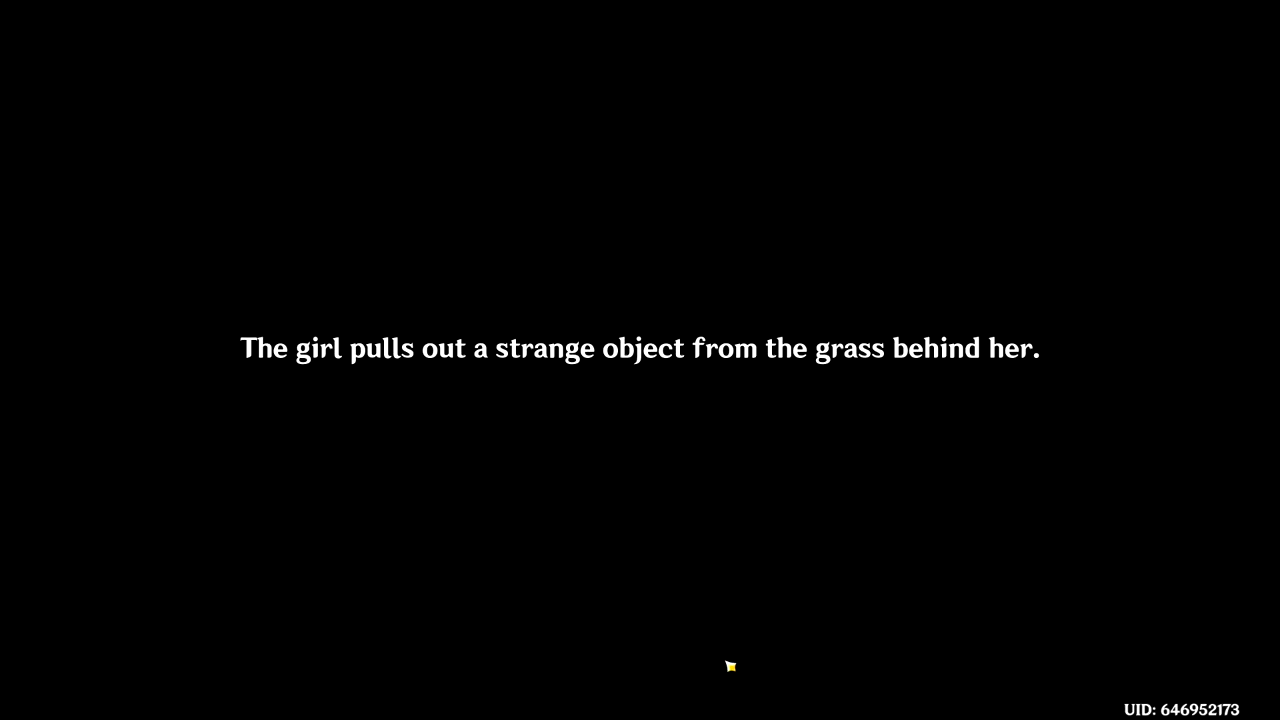 The girl pulls out a strange object from the grass behind her.
UID: 646952173